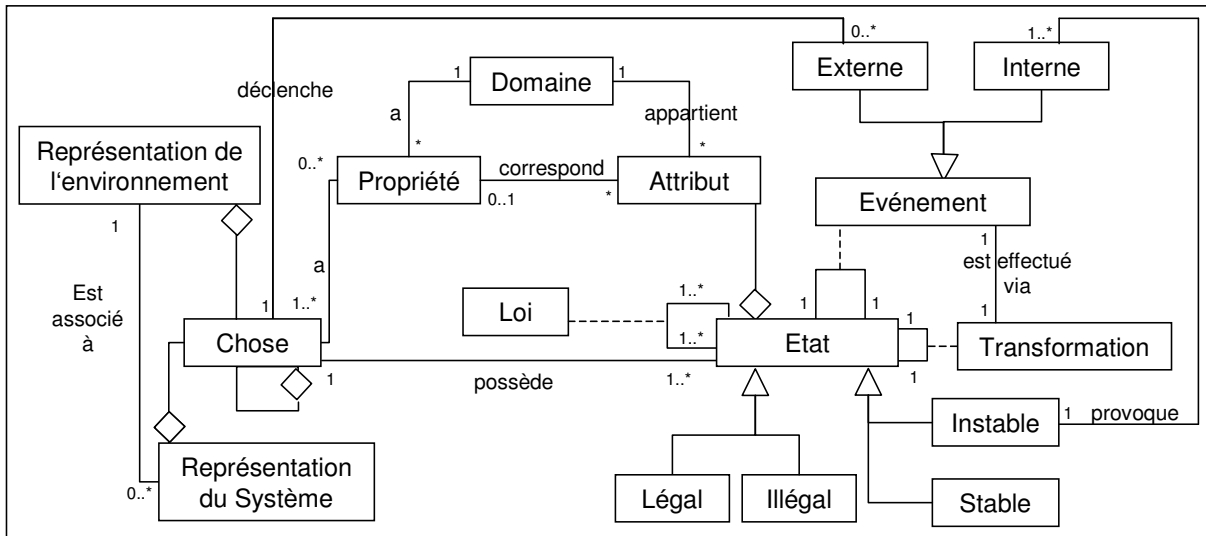 0..*
1..*
Externe
Interne
1
Domaine
1
déclenche
a
appartient
Représentation de
l'environnement
0..*
*
*
Propriété
correspond
Attribut
0..1
*
Evénement
1
1
est effectué
via
a
Est
associé
à
1
1..*
Loi
1..*
1..*
1
1
1
1
Chose
Etat
Transformation
1
possède
1..*
1
Instable
1
provoque
Représentation
du Système
0..*
Légal
Illégal
Stable